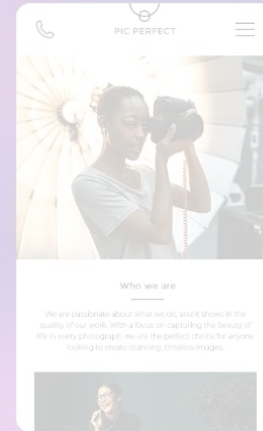 PIC PERFECT
Who we are
We are passionate about what we do, and it shows in the
quality of our work. With a focus on capturing the beauty of
life in every photograph, we are the perfect choice for anyone
looking to create stunning, timeless images.